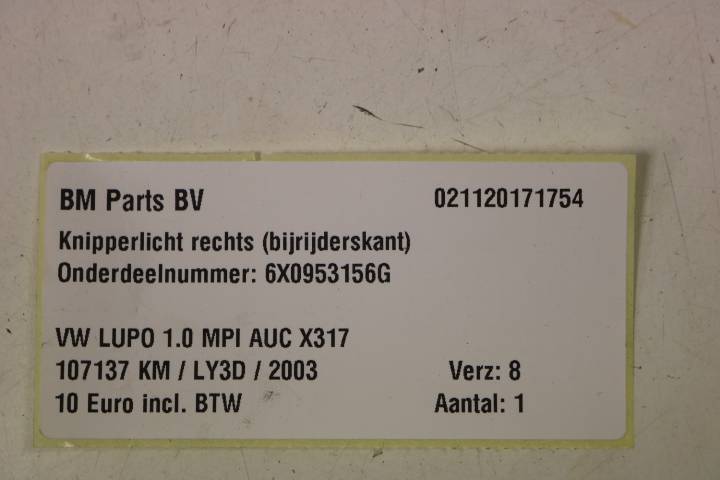 BM Parts BV 021120171754
Knipperlicht rechts (bijrijderskant)
Onderdeelnummer: 6X0953156G
VW LUPO 1.0 MPI AUC X317
107137 KM / LY3D / 2003 Verz: 8
10 Euro incl. BTW Aantal: 1